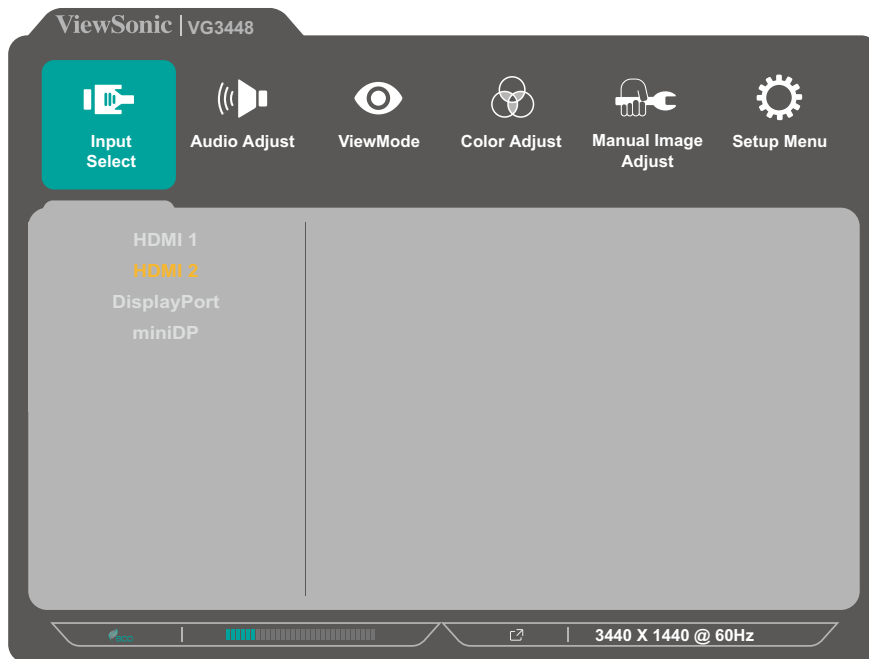 ViewSonic | VG3448
Input
Select
Audio Adjust
ViewMode
Color Adjust
Manual Image
Adjust
Setup Menu
HDMI 1
HDMI 2
DisplayPort
miniDP
eco
3440 X 1440 @ 60Hz